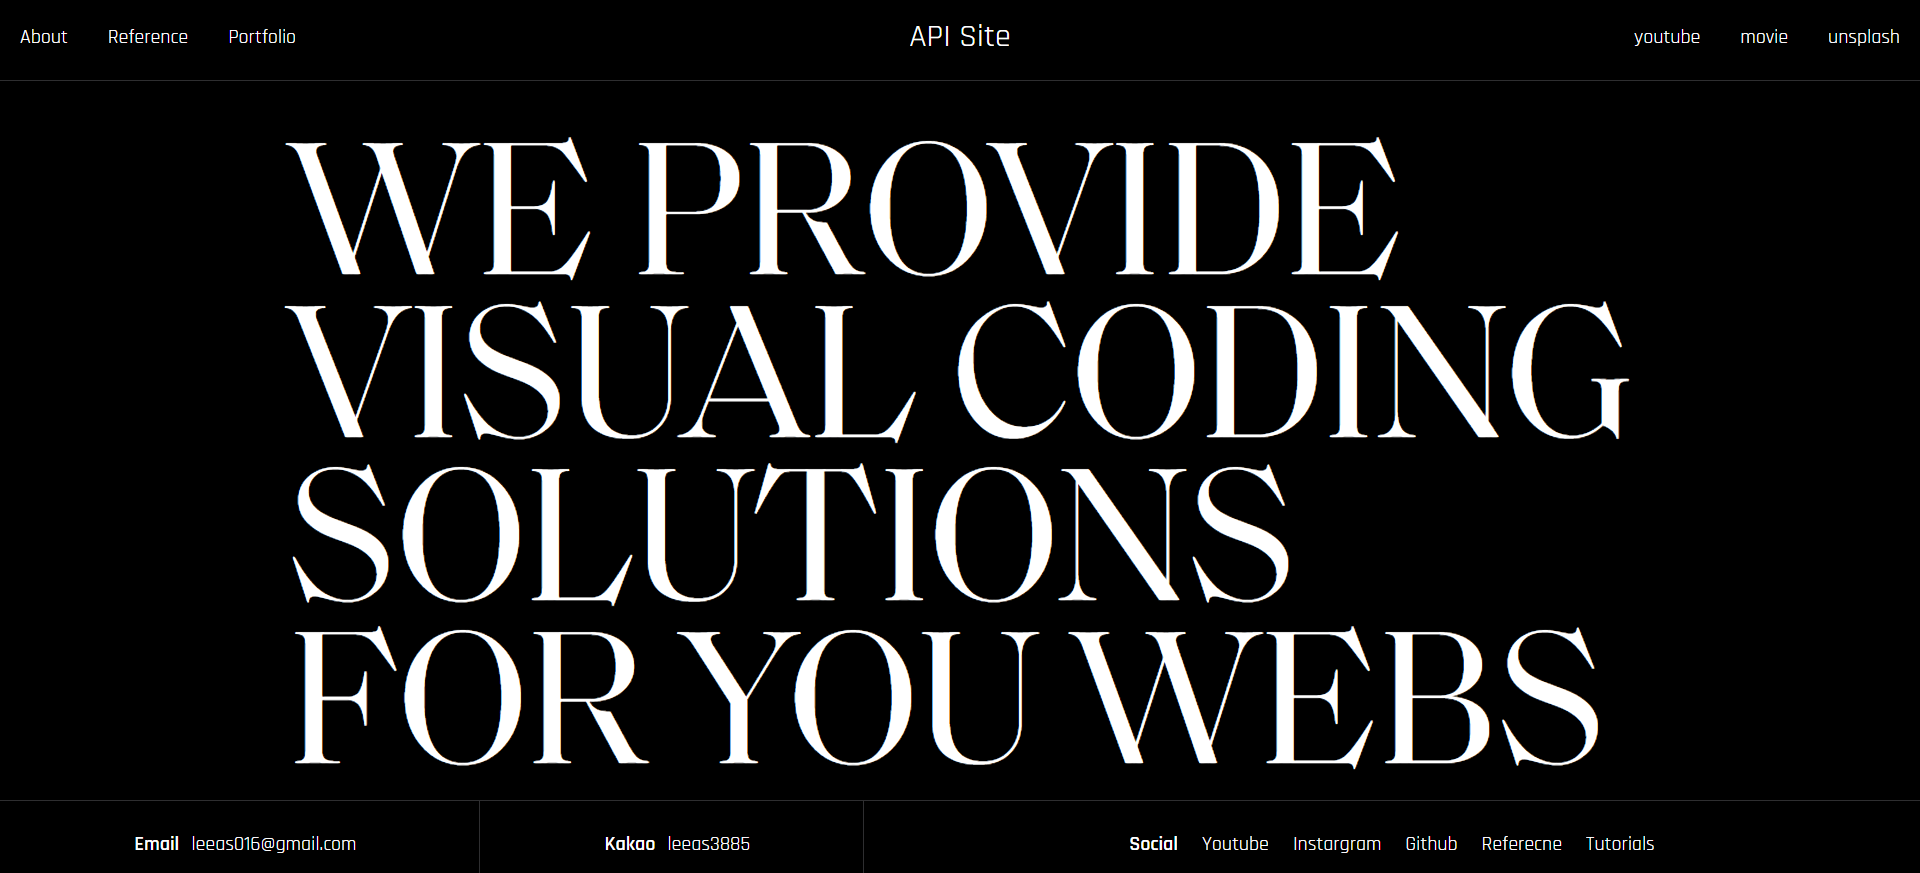 About Reference Portfolio API Site youtube movie unsplash
WE PROVIDE
VISUAL CODING
SOLUTIONS
FOR YOU WEBS
Email leeas016@gmail.com Kakao leeas3885 Social Youtube Instargram Github Referecne Tutorials